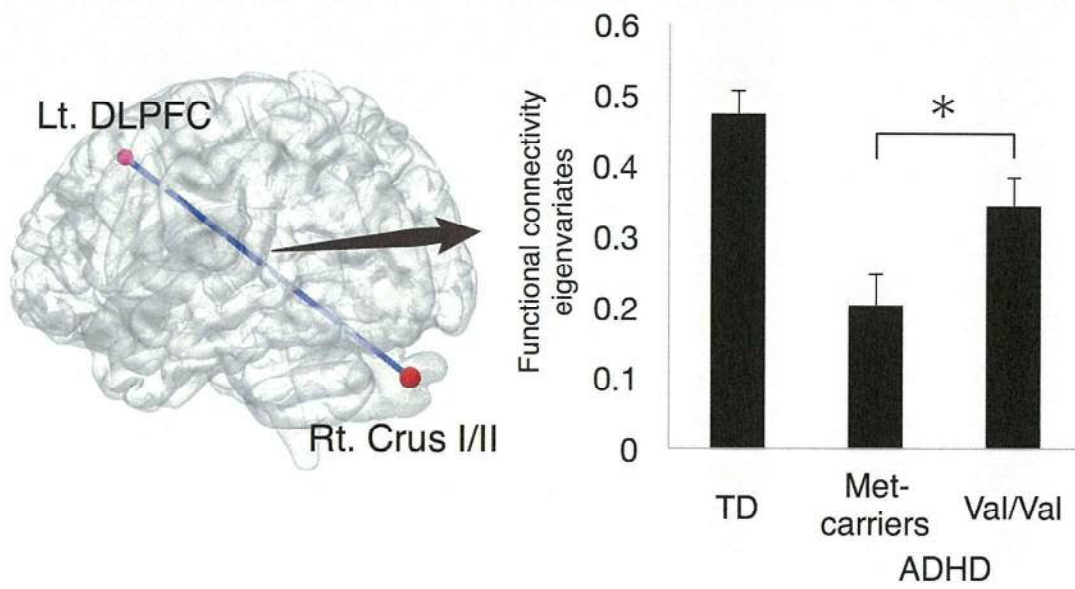 Lt. DLPFC
Rt. Crus I/II
Functional connectivity
eigenvariates
0.6
0.5
0.4
0.3
0.2
0.1
0
*
TD
Met-
carriers
Val/Val
ADHD